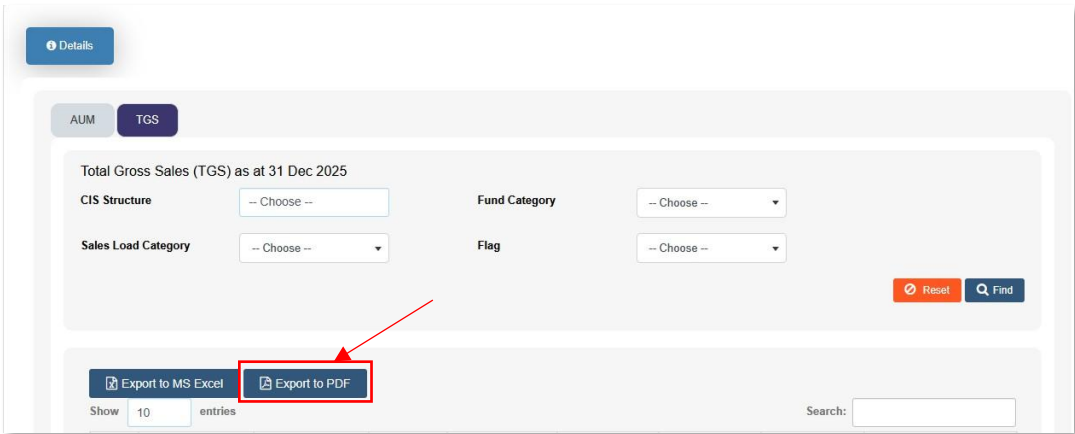 Details
AUM TGS
Total Gross Sales (TGS) as at 31 Dec 2025
CIS Structure -- Choose -- Fund Category -- Choose --
Sales Load Category -- Choose -- Flag -- Choose --
Reset Find
Export to MS Excel Export to PDF
Show 10 entries Search: